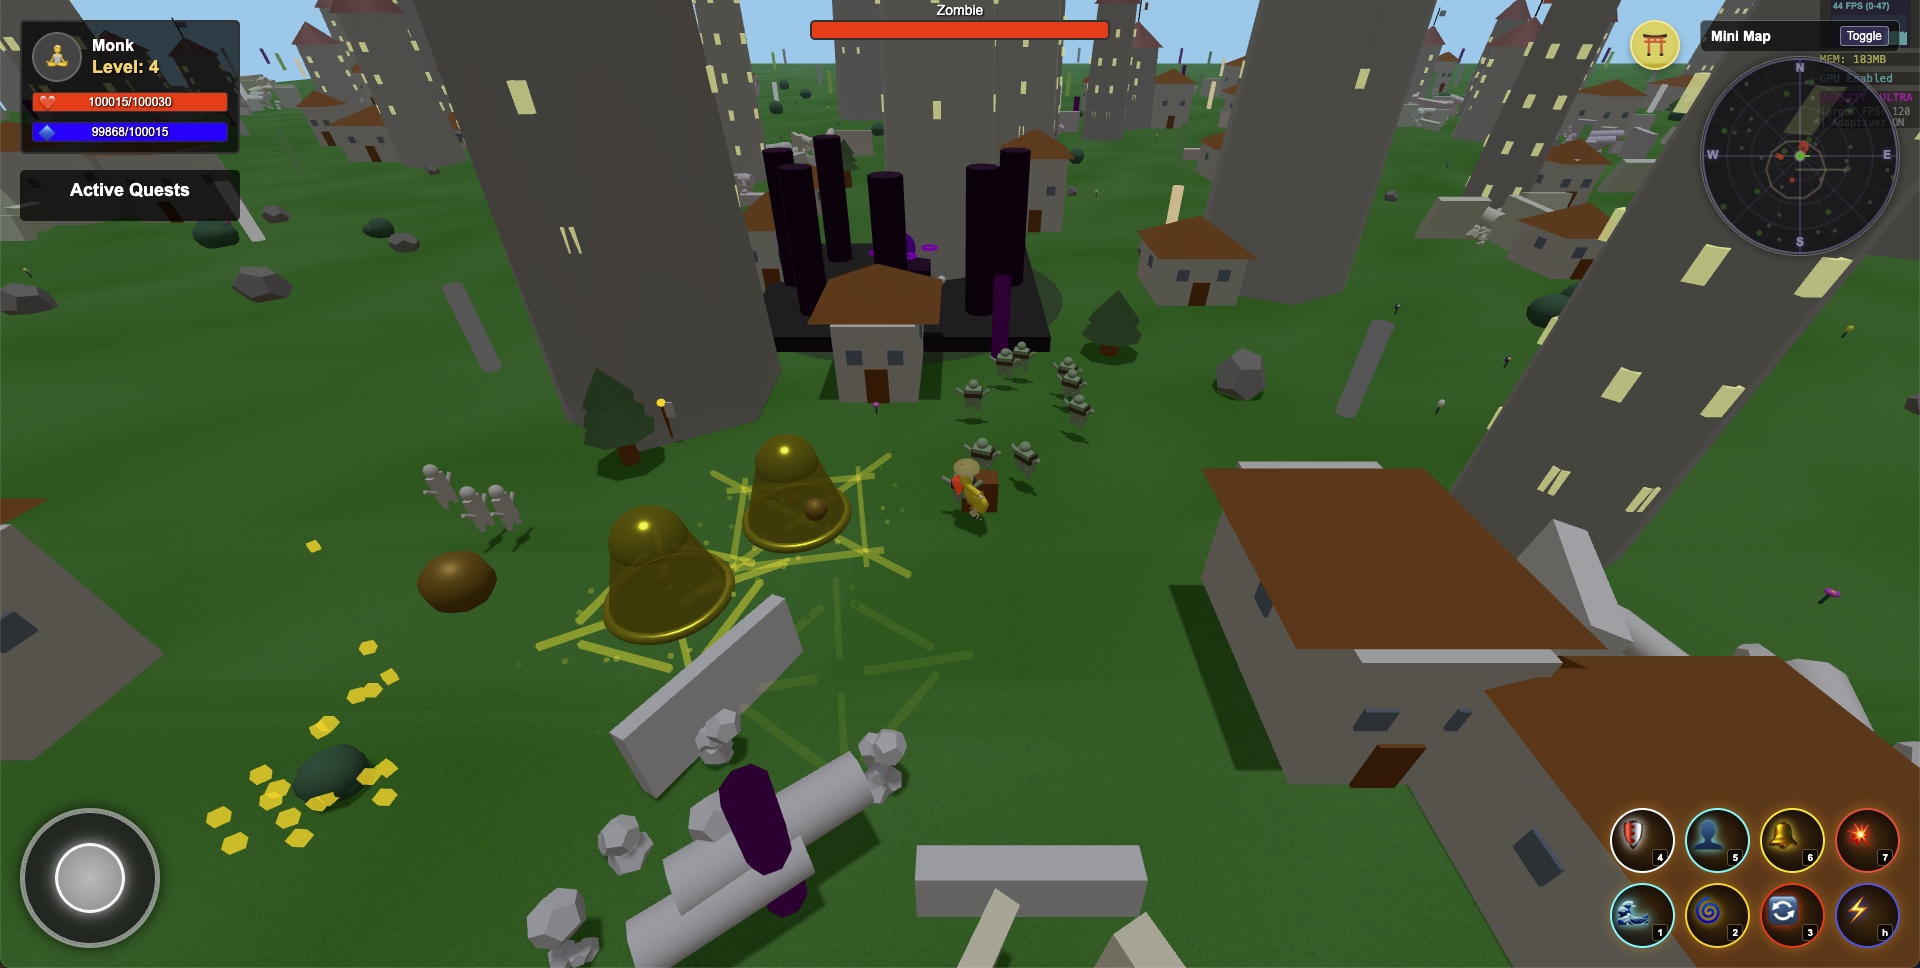 Zombie
Monk
Level: 4
100015/100030
99868/100015
Active Quests
44 FPS (0-47)
Mini Map
Toggle
MEM: 183MB
GPU Enabled
ULTRA
Target FPS: 120
Adaptive: ON
N
W
E
S
4
5
6
7
1
2
3
h